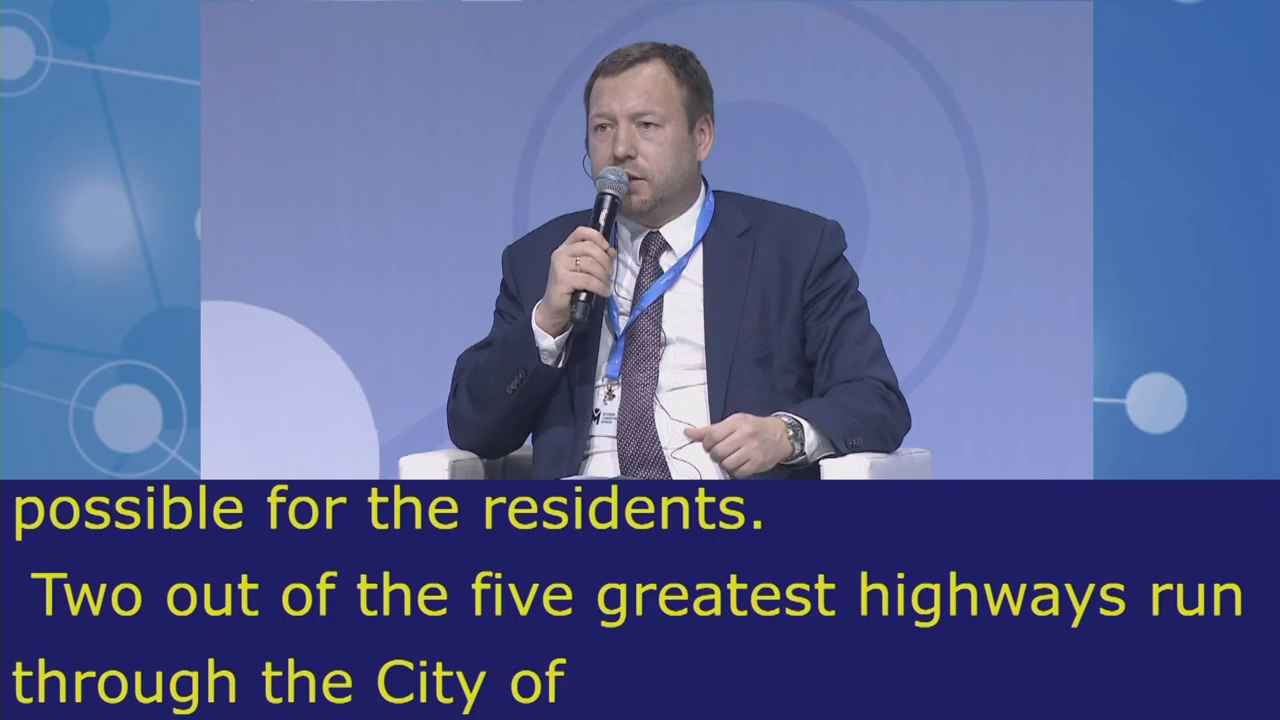 possible for the residents.
Two out of the five greatest highways run
through the City of